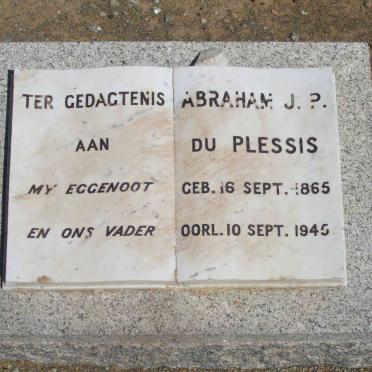 TER GEDAGTENIS
AAN
MY EGGENOOT
EN ONS VADER
ABRAHAM J. P.
DU PLESSIS
GEB. 16 SEPT. 1865
OORL. 10 SEPT. 1945